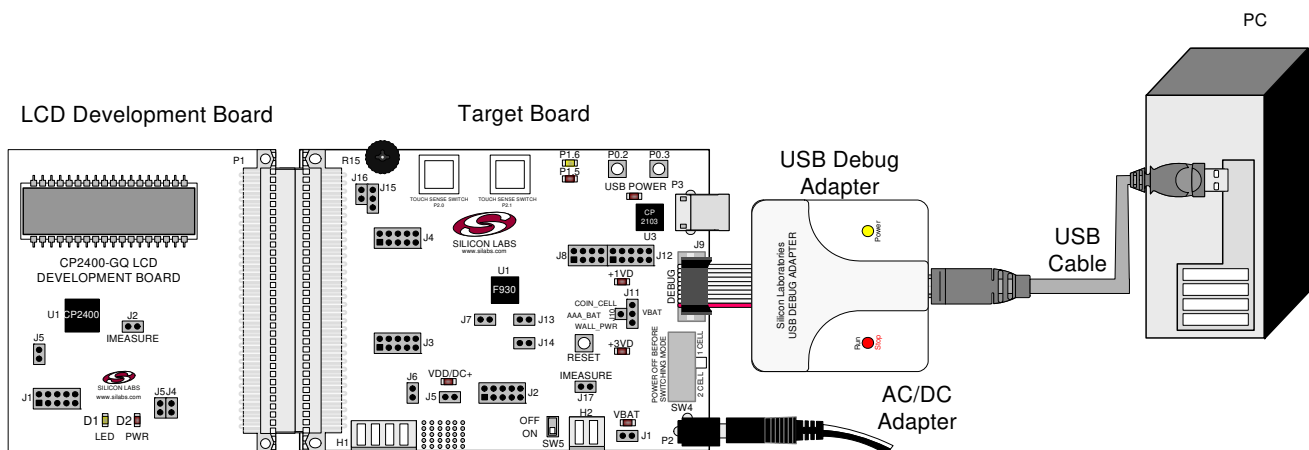 PC
LCD Development Board
Target Board
P1
R15
J16
J15
TOUCH SENSE SWITCH
P2.0
TOUCH SENSE SWITCH
P2.1
P1.6
P1.5
P0.2
P0.3
USB POWER
P3
CP
2103
U3
SILICON LABS
www.silabs.com
J4
J8
J12
J9
DEBUG
CP2400-GQ LCD
DEVELOPMENT BOARD
U1
CP2400
J2
IMEASURE
J5
SILICON LABS
www.silabs.com
J1
J5
J4
D1
D2
LED
PWR
U1
F930
+1VD
COIN_CELL
AAA_BAT
WALL_PWR
J10
J11
VBAT
J7
J13
J14
J3
RESET
+3VD
J6
VDD/DC+
J5
J2
IMEASURE
J17
POWER OFF BEFORE
SWITCHING MODE
2 CELL
1 CELL
SW4
H1
OFF
ON
SW5
H2
VBAT
J1
P2
USB Debug
Adapter
Power
Silicon Laboratories
USB DEBUG ADAPTER
Run
Stop
USB
Cable
AC/DC
Adapter